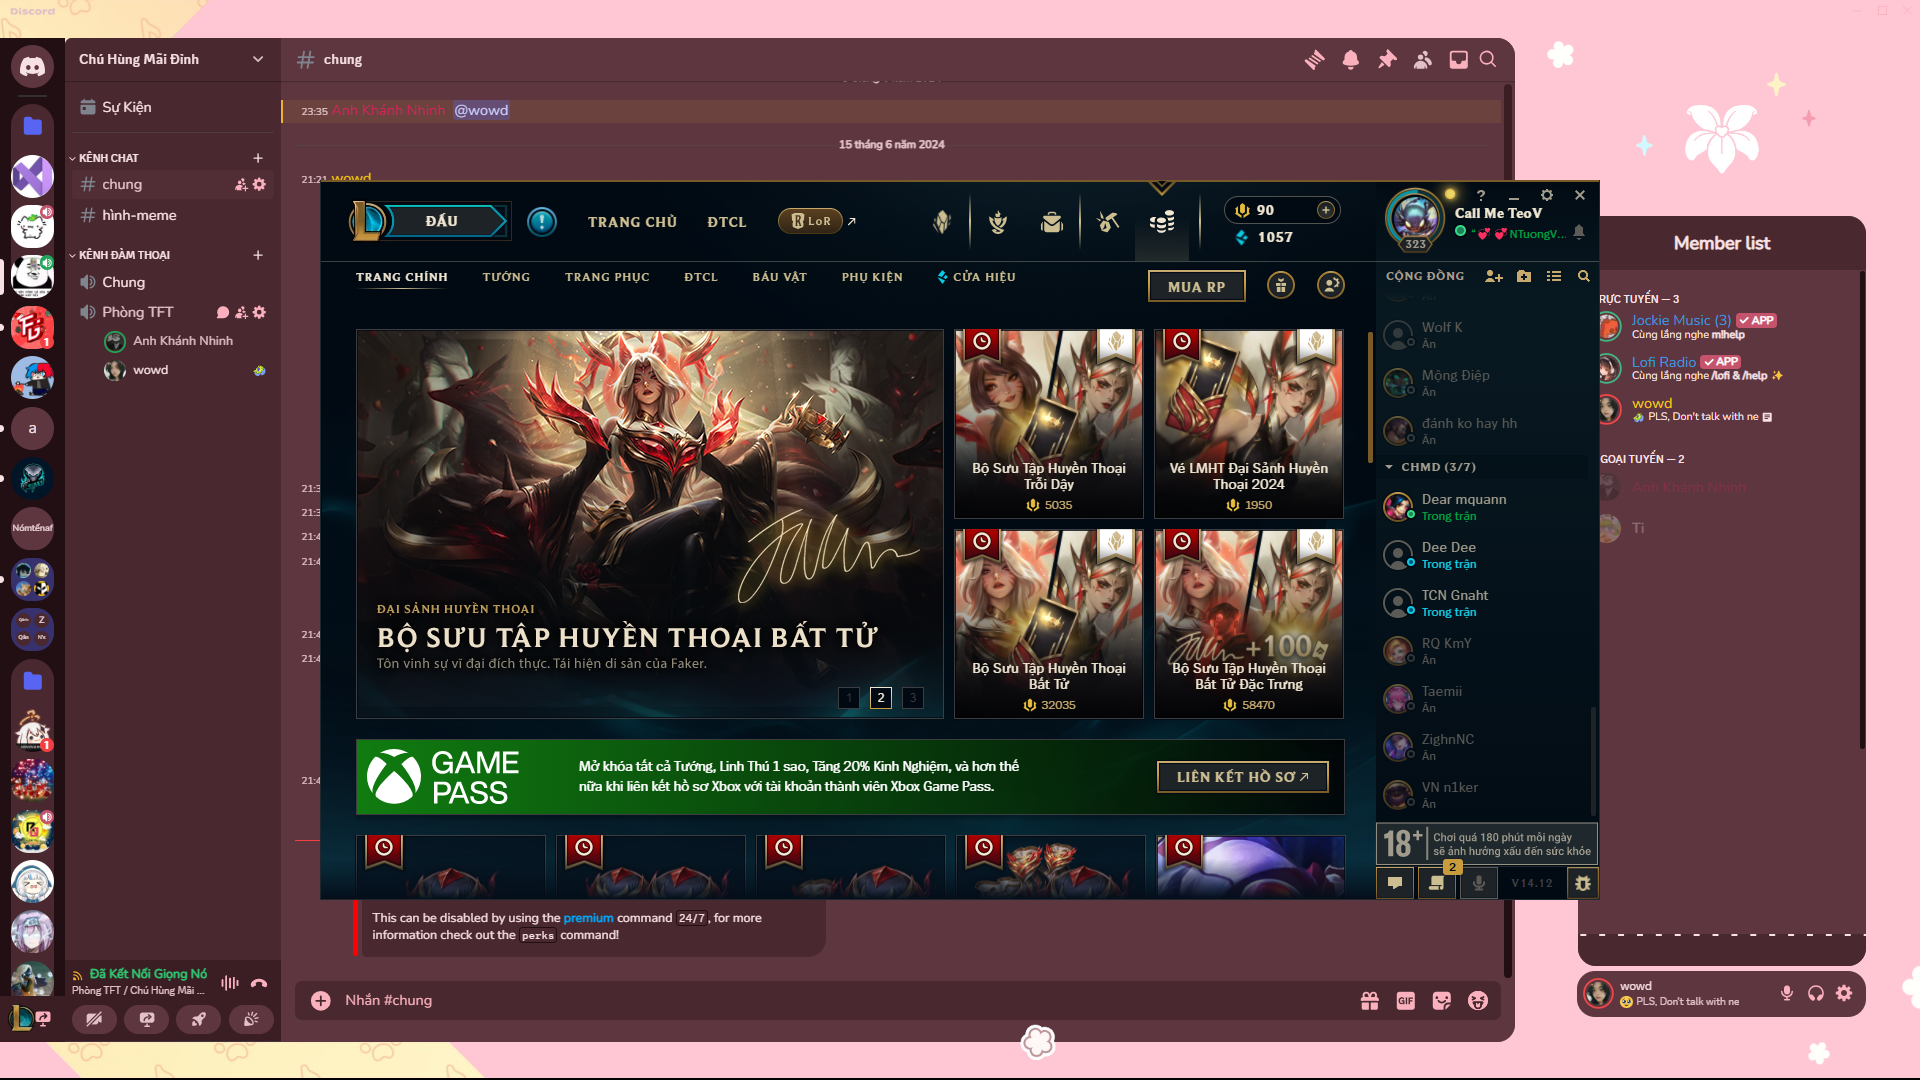 Discord
Chú Hùng Mãi Đỉnh
Sự Kiện
KÊNH CHAT
chung
hình-meme
KÊNH ĐÀM THOẠI
Chung
Phòng TFT
Anh Khánh Nhinh
wowd
1
a
Nómtếnaf
1
Đã Kết Nối Giọng Nó
Phòng TFT / Chú Hùng Mãi ...
chung
23:35 Anh Khánh Nhinh @wowd
15 tháng 6 năm 2024
21:21 wowd
ĐẤU
TRANG CHỦ
ĐTCL
LoR
90
1057
?
Call Me TeoV
323
NTuongV...
TRANG CHÍNH
TƯỚNG
TRANG PHỤC
ĐTCL
BÁU VẬT
PHỤ KIỆN
CỬA HIỆU
MUA RP
ĐẠI SẢNH HUYỀN THOẠI
BỘ SƯU TẬP HUYỀN THOẠI BẤT TỬ
Tôn vinh sự vĩ đại đích thực. Tái hiện di sản của Faker.
1 2 3
Bộ Sưu Tập Huyền Thoại
Trỗi Dậy
5035
Vé LMHT Đại Sảnh Huyền
Thoại 2024
1950
Bộ Sưu Tập Huyền Thoại
Bất Tử
32035
+100
Bộ Sưu Tập Huyền Thoại
Bất Tử Đặc Trưng
58470
GAME
PASS
Mở khóa tất cả Tướng, Linh Thú 1 sao, Tăng 20% Kinh Nghiệm, và hơn thế
nữa khi liên kết hồ sơ Xbox với tài khoản thành viên Xbox Game Pass.
LIÊN KẾT HỒ SƠ
CỘNG ĐỒNG
Wolf K
Ẩn
Mộng Điệp
Ẩn
đánh ko hay hh
Ẩn
CHMD (3/7)
Dear mquann
Trong trận
Dee Dee
Trong trận
TCN Gnaht
Trong trận
RQ KmY
Ẩn
Taemii
Ẩn
ZighnNC
Ẩn
VN n1ker
Ẩn
18+
Chơi quá 180 phút mỗi ngày
sẽ ảnh hưởng xấu đến sức khỏe
2
V14.12
This can be disabled by using the premium command 24/7, for more
information check out the perks command!
Nhắn #chung
GIF
Member list
RỰC TUYẾN — 3
Jockie Music (3) APP
Cùng lắng nghe m!help
Lofi Radio APP
Cùng lắng nghe /lofi & /help
wowd
PLS, Don't talk with ne
GOẠI TUYẾN — 2
Anh Khánh Nhinh
Ti
wowd
PLS, Don't talk with ne